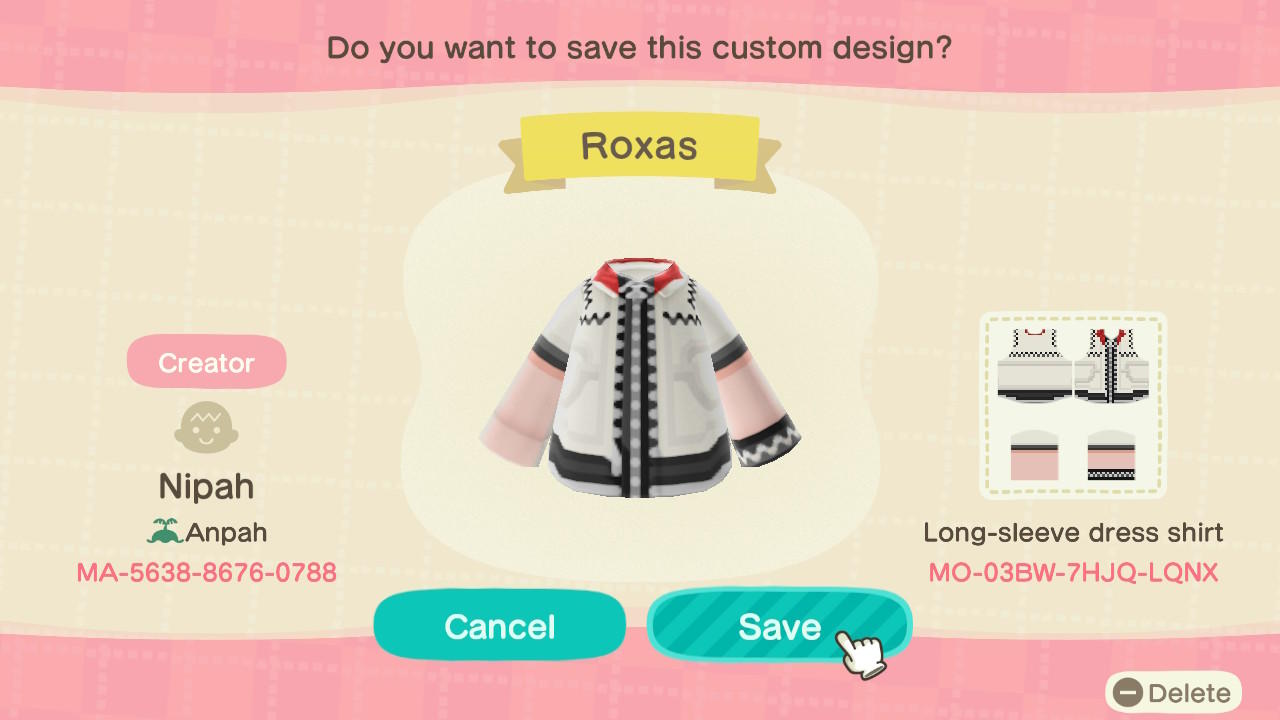 Do you want to save this custom design?
Roxas
Creator
Nipah
Anpah
MA-5638-8676-0788
Long-sleeve dress shirt
MO-03BW-7HJQ-LQNX
Cancel
Save
Delete